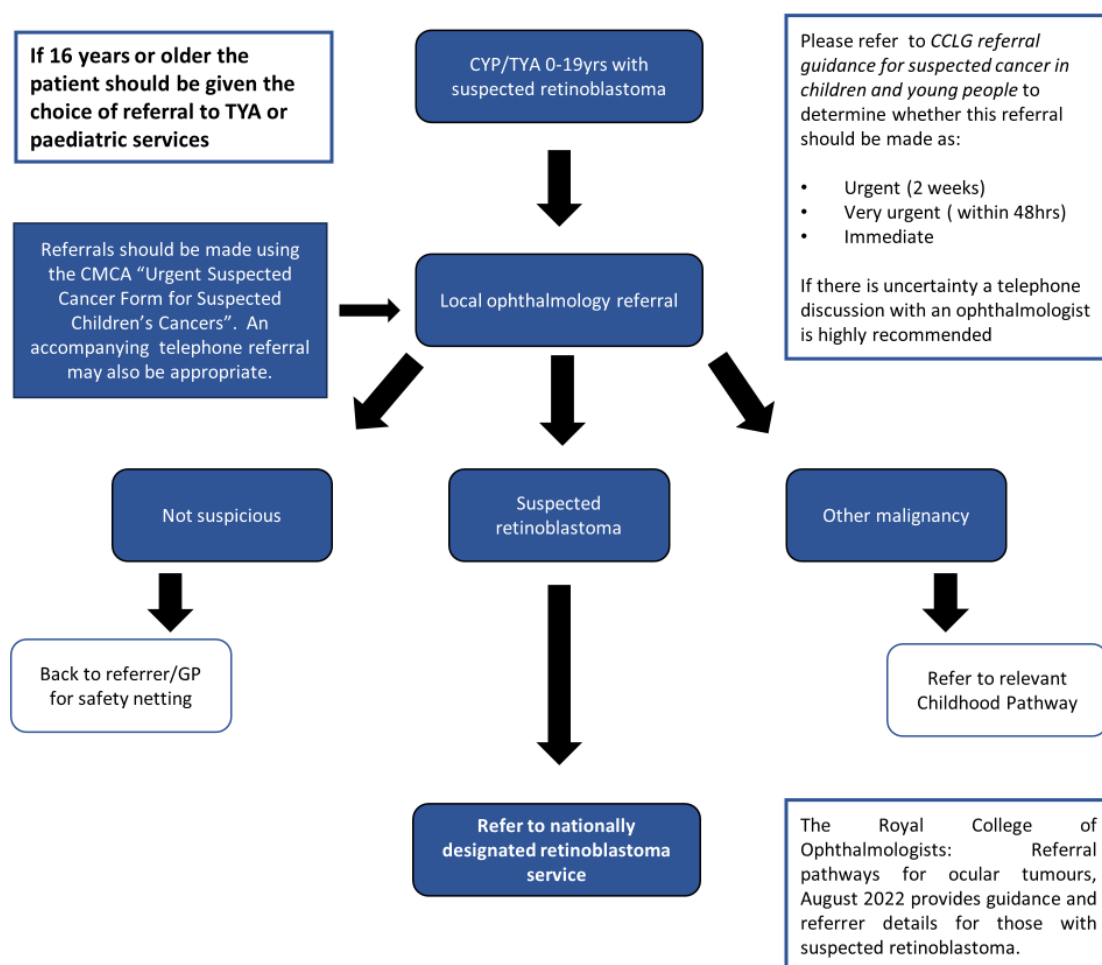 If 16 years or older the
patient should be given the
choice of referral to TYA or
paediatric services
CYP/TYA 0-19yrs with
suspected retinoblastoma
Please refer to CCLG referral
guidance for suspected cancer in
children and young people to
determine whether this referral
should be made as:
• Urgent (2 weeks)
• Very urgent ( within 48hrs)
• Immediate
If there is uncertainty a telephone
discussion with an ophthalmologist
is highly recommended
Referrals should be made using
the CMCA “Urgent Suspected
Cancer Form for Suspected
Children’s Cancers”. An
accompanying telephone referral
may also be appropriate.
Local ophthalmology referral
Not suspicious
Suspected
retinoblastoma
Other malignancy
Back to referrer/GP
for safety netting
Refer to relevant
Childhood Pathway
Refer to nationally
designated retinoblastoma
service
The Royal College of
Ophthalmologists: Referral
pathways for ocular tumours,
August 2022 provides guidance and
referrer details for those with
suspected retinoblastoma.